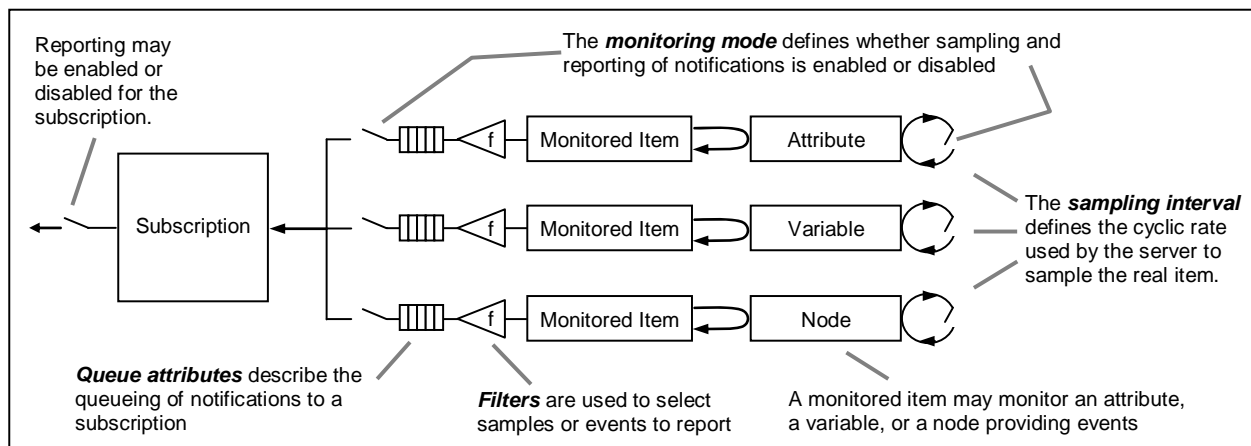 Reporting may
be enabled or
disabled for the
subscription.
The monitoring mode defines whether sampling and
reporting of notifications is enabled or disabled
f
Monitored Item
Attribute
Subscription
f
Monitored Item
Variable
The sampling interval
defines the cyclic rate
used by the server to
sample the real item.
f
Monitored Item
Node
Queue attributes describe the
queueing of notifications to a
subscription
Filters are used to select
samples or events to report
A monitored item may monitor an attribute,
a variable, or a node providing events